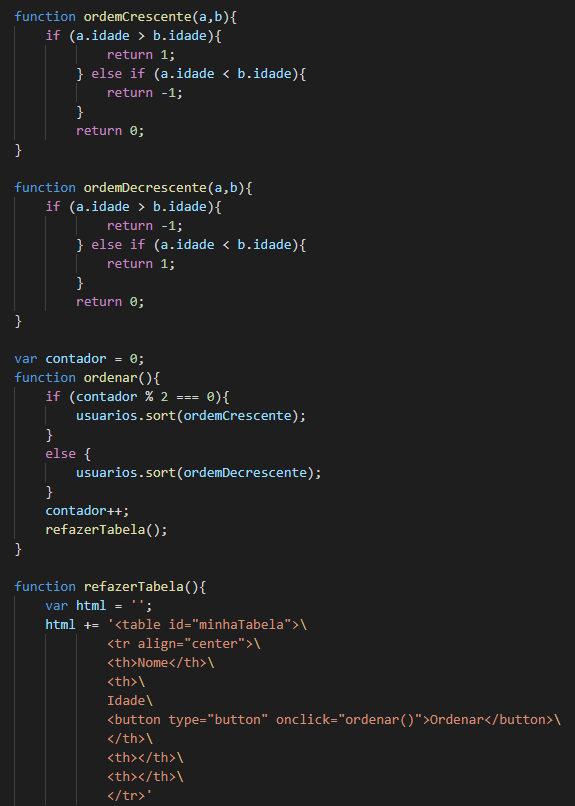 function ordemCrescente(a,b){
if (a.idade > b.idade){
return 1;
} else if (a.idade < b.idade){
return -1;
}
return 0;
}
function ordemDecrescente(a,b){
if (a.idade > b.idade){
return -1;
} else if (a.idade < b.idade){
return 1;
}
return 0;
}
var contador = 0;
function ordenar(){
if (contador % 2 === 0){
usuarios.sort(ordemCrescente);
}
else {
usuarios.sort(ordemDecrescente);
}
contador++;
refazerTabela();
}
function refazerTabela(){
var html = '';
html += '<table id="minhaTabela">\
<tr align="center">\
<th>Nome</th>\
<th>\
Idade\
<button type="button" onclick="ordenar()">Ordenar</button>\
</th>\
<th></th>\
<th></th>\
</tr>'